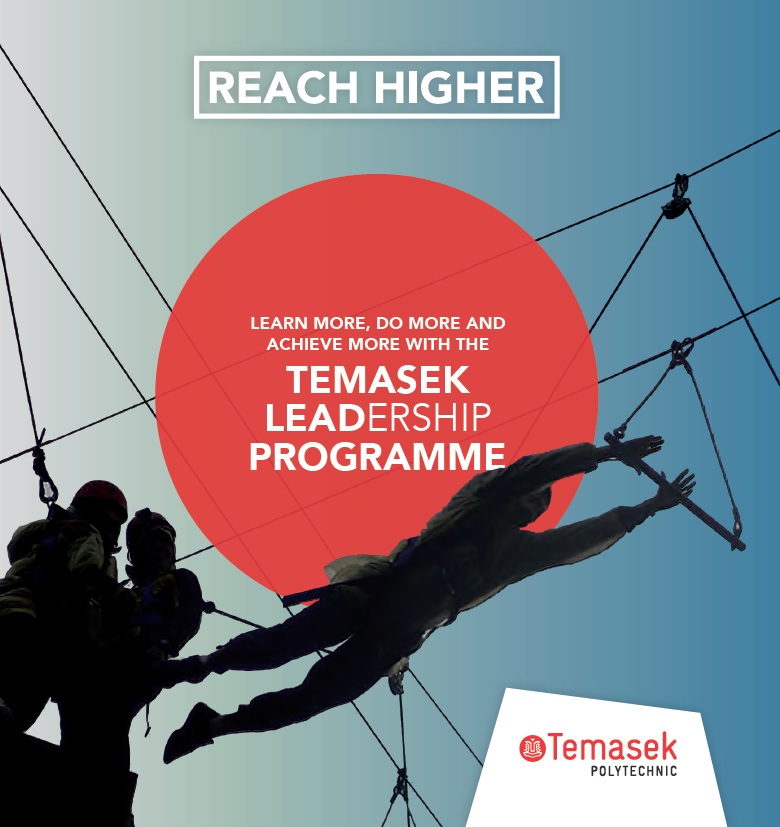 REACH HIGHER
LEARN MORE, DO MORE AND
ACHIEVE MORE WITH THE
TEMASEK
LEADERSHIP
PROGRAMME
Temasek
POLYTECHNIC